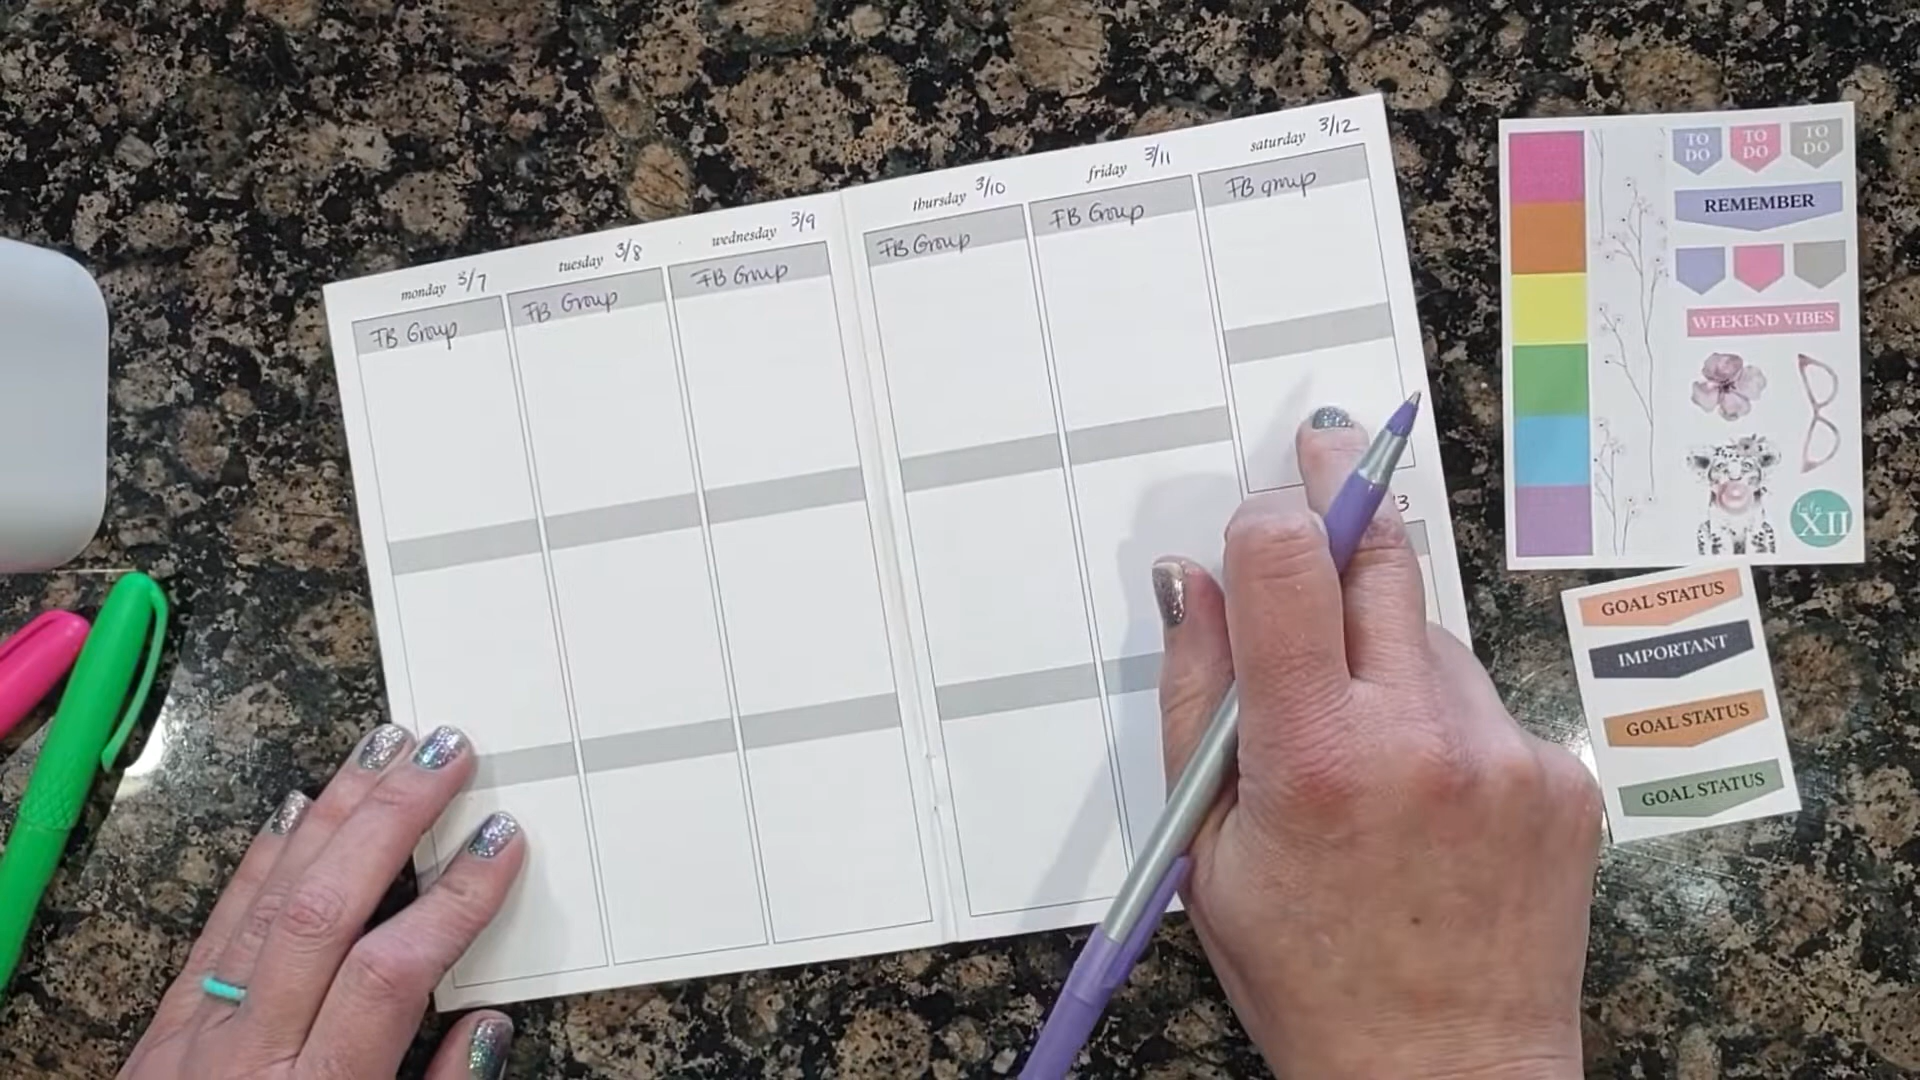 monday 3/7
tuesday 3/8
wednesday 3/9
thursday 3/10
friday 3/11
saturday 3/12
FB Group
FB Group
FB Group
FB Group
FB Group
FB group
3
TO DO
TO DO
TO DO
REMEMBER
WEEKEND VIBES
XII
GOAL STATUS
IMPORTANT
GOAL STATUS
GOAL STATUS